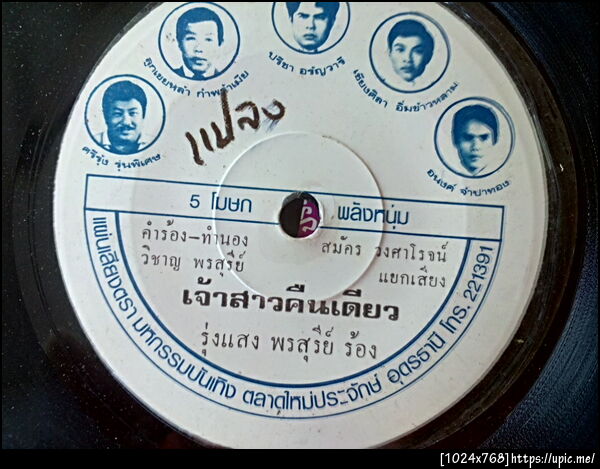 ศรีรุ่ง รุ่นพิเศษ
ลูกเขยหล่า กำพร้าเมีย
ปรีชา อรัญวารี
เธียงติดา อิ่มข้าวหลาม
อนงค์ จำปาทอง
แปลง
5 โมษก พลังหนุ่ม
คำร้อง-ทำนอง สมัคร วงศาโรจน์
วิชาญ พรสุรีย์ แยกเสียง
เจ้าสาวคืนเดียว
รุ่งแสง พรสุรีย์ ร้อง
แผ่นเสียงตรา มหกรรมบันเทิง ตลาดใหม่ประจักษ์ อุดรธานี โทร. 221391
[1024x768]https://upic.me/